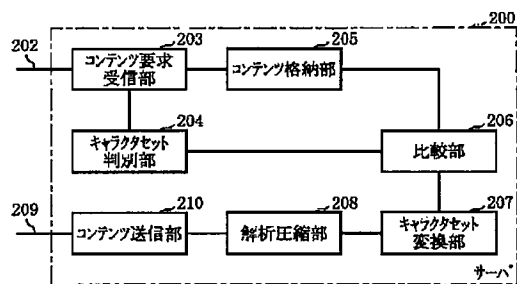 200
202
203
205
コンテンツ要求
受信部
コンテンツ格納部
204
206
キャラクタセット
判別部
比較部
209
210
208
207
コンテンツ送信部
解析圧縮部
キャラクタセット
変換部
サーバ